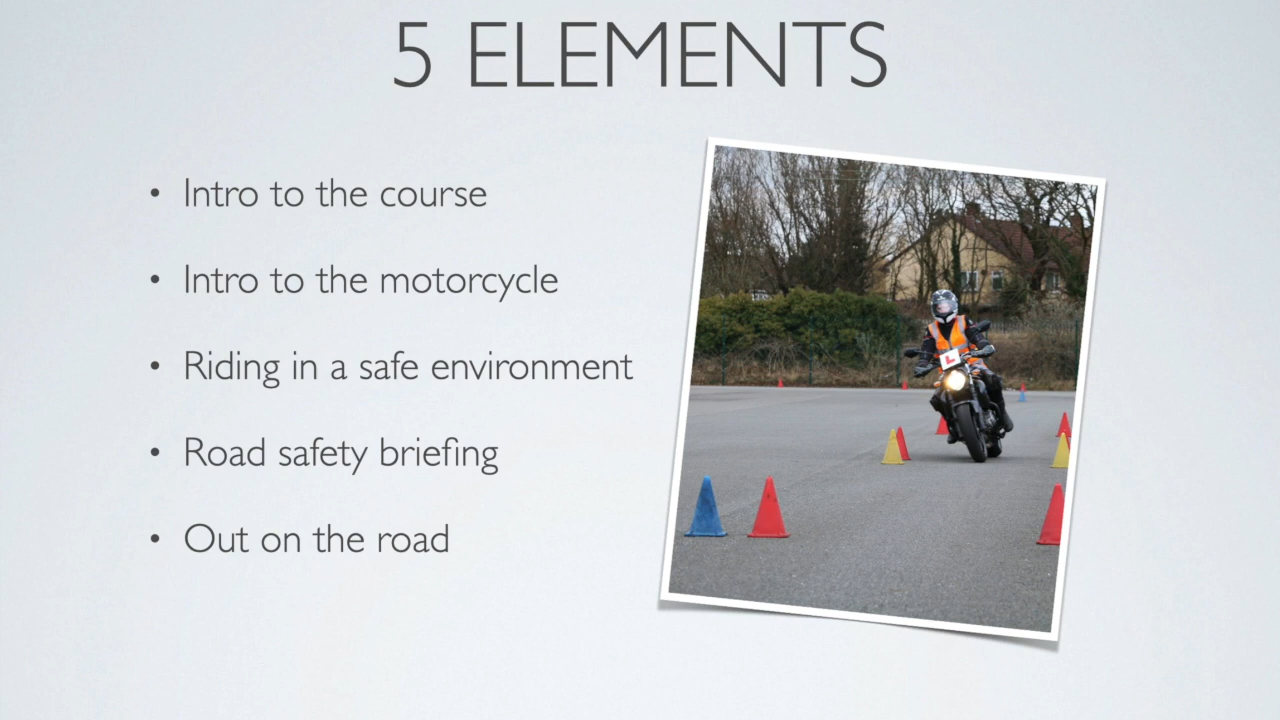 5 ELEMENTS
• Intro to the course
• Intro to the motorcycle
• Riding in a safe environment
• Road safety briefing
• Out on the road
L